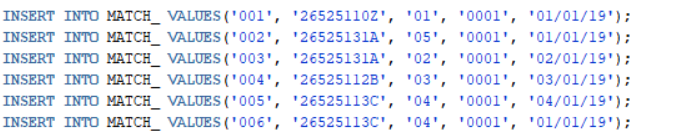 INSERT INTO MATCH_ VALUES('001', '26525110Z', '01', '0001', '01/01/19');
INSERT INTO MATCH_ VALUES('002', '26525131A', '05', '0001', '01/01/19');
INSERT INTO MATCH_ VALUES('003', '26525131A', '02', '0001', '02/01/19');
INSERT INTO MATCH_ VALUES('004', '26525112B', '03', '0001', '03/01/19');
INSERT INTO MATCH_ VALUES('005', '26525113C', '04', '0001', '04/01/19');
INSERT INTO MATCH_ VALUES('006', '26525113C', '04', '0001', '01/01/19');